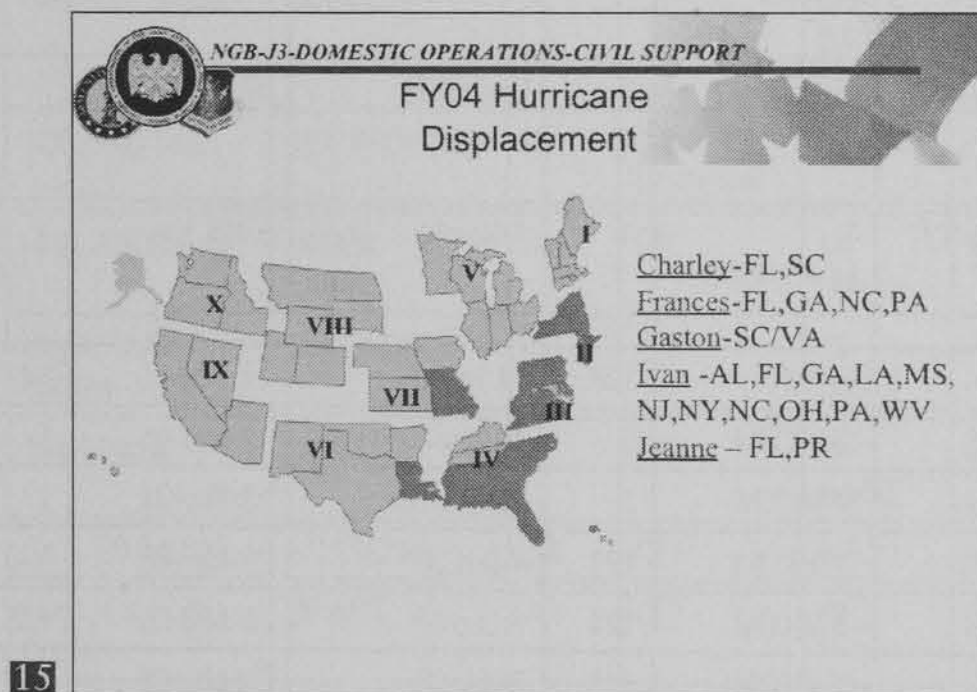 NGB-J3-DOMESTIC OPERATIONS-CIVIL SUPPORT
FY04 Hurricane
Displacement
I
V
X
VIII
IX
II
VII
III
VI
IV
Charley-FL,SC
Frances-FL,GA,NC,PA
Gaston-SC/VA
Ivan -AL,FL,GA,LA,MS,
NJ,NY,NC,OH,PA,WV
Jeanne – FL,PR
15